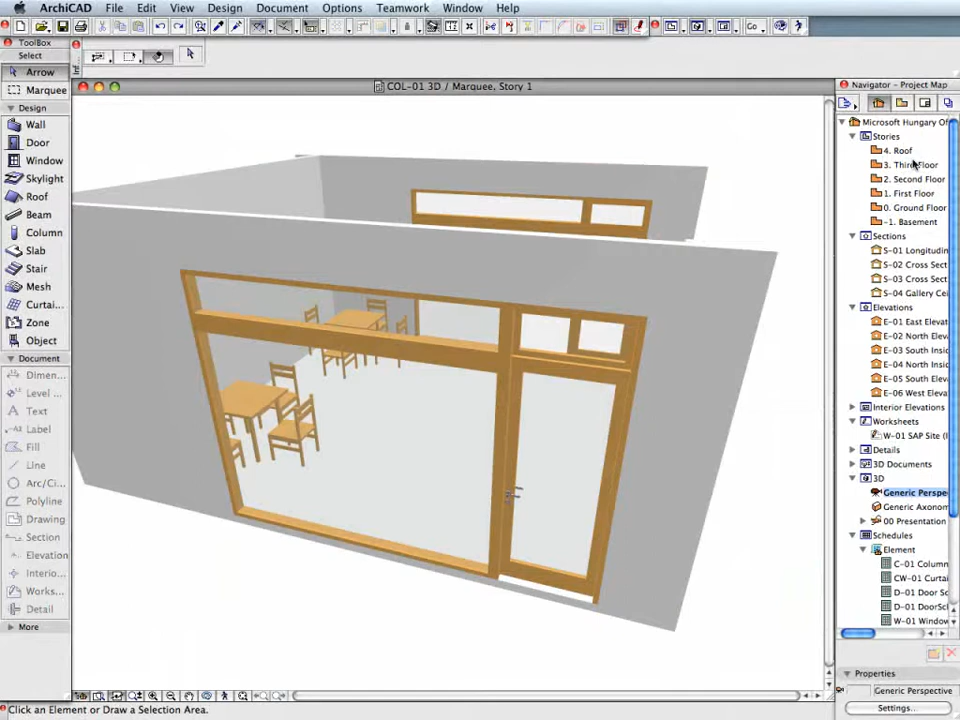 ArchiCAD File Edit View Design Document Options Teamwork Window Help
Go
ToolBox
Select
Arrow
Marquee
Design
Wall
Door
Window
Skylight
Roof
Beam
Column
Slab
Stair
Mesh
Curtai...
Zone
Object
Document
Dimen...
Level ...
Text
Label
Fill
Line
Arc/Ci...
Polyline
Drawing
Section
Elevation
Interio...
Works...
Detail
More
COL-01 3D / Marquee, Story 1
Navigator - Project Map
Microsoft Hungary Of
Stories
4. Roof
3. Third Floor
2. Second Floor
1. First Floor
0. Ground Floor
-1. Basement
Sections
S-01 Longitudin
S-02 Cross Sect
S-03 Cross Sect
S-04 Gallery Cei
Elevations
E-01 East Elevat
E-02 North Eleva
E-03 South Insid
E-04 North Insid
E-05 South Eleva
E-06 West Eleva
Interior Elevations
Worksheets
W-01 SAP Site (I
Details
3D Documents
3D
Generic Perspe
Generic Axonom
00 Presentation
Schedules
Element
C-01 Column
CW-01 Curta
D-01 Door Sc
D-01 DoorSch
W-01 Window
Properties
Generic Perspective
Settings...
Click an Element or Draw a Selection Area.